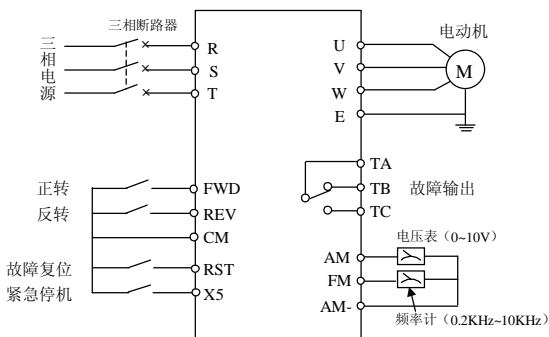 三相断路器
三相电源
R
S
T
U
V
W
E
电动机
M
正转
反转
故障复位
紧急停机
FWD
REV
CM
RST
X5
TA
TB
TC
故障输出
AM
FM
AM-
电压表（0~10V）
频率计（0.2KHz~10KHz）